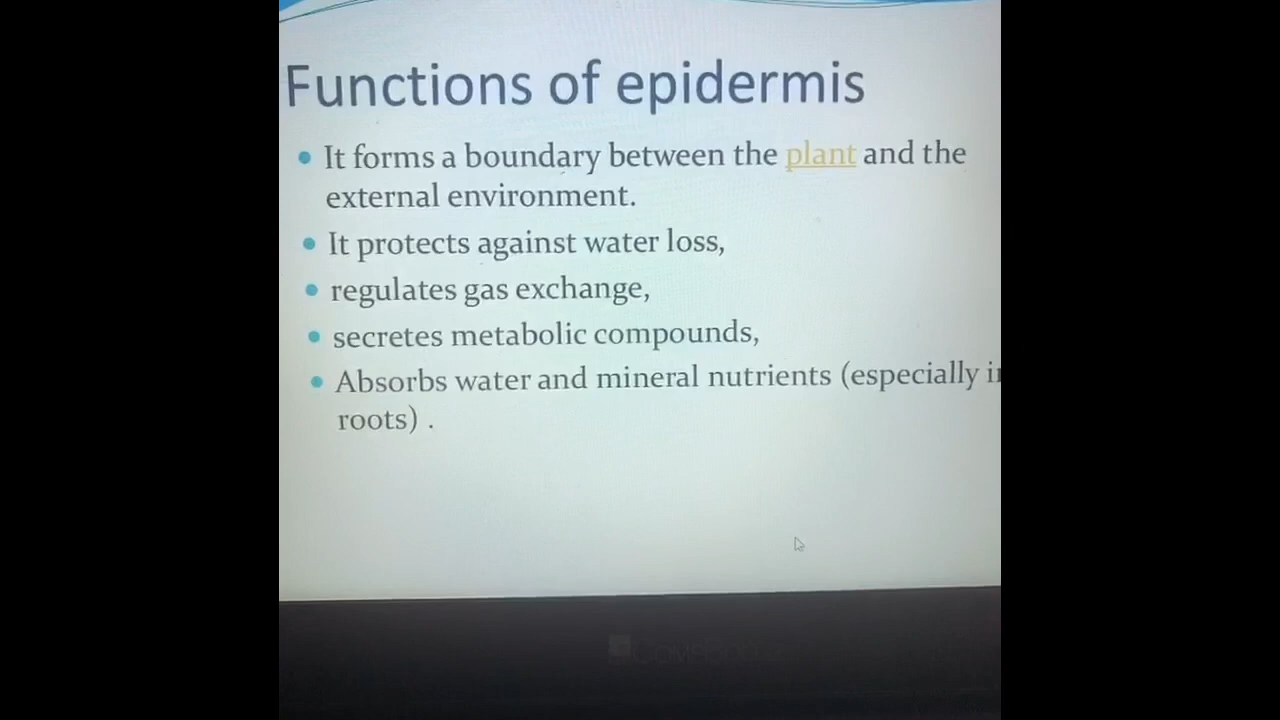 Functions of epidermis
• It forms a boundary between the plant and the
external environment.
• It protects against water loss,
• regulates gas exchange,
• secretes metabolic compounds,
• Absorbs water and mineral nutrients (especially in
roots) .